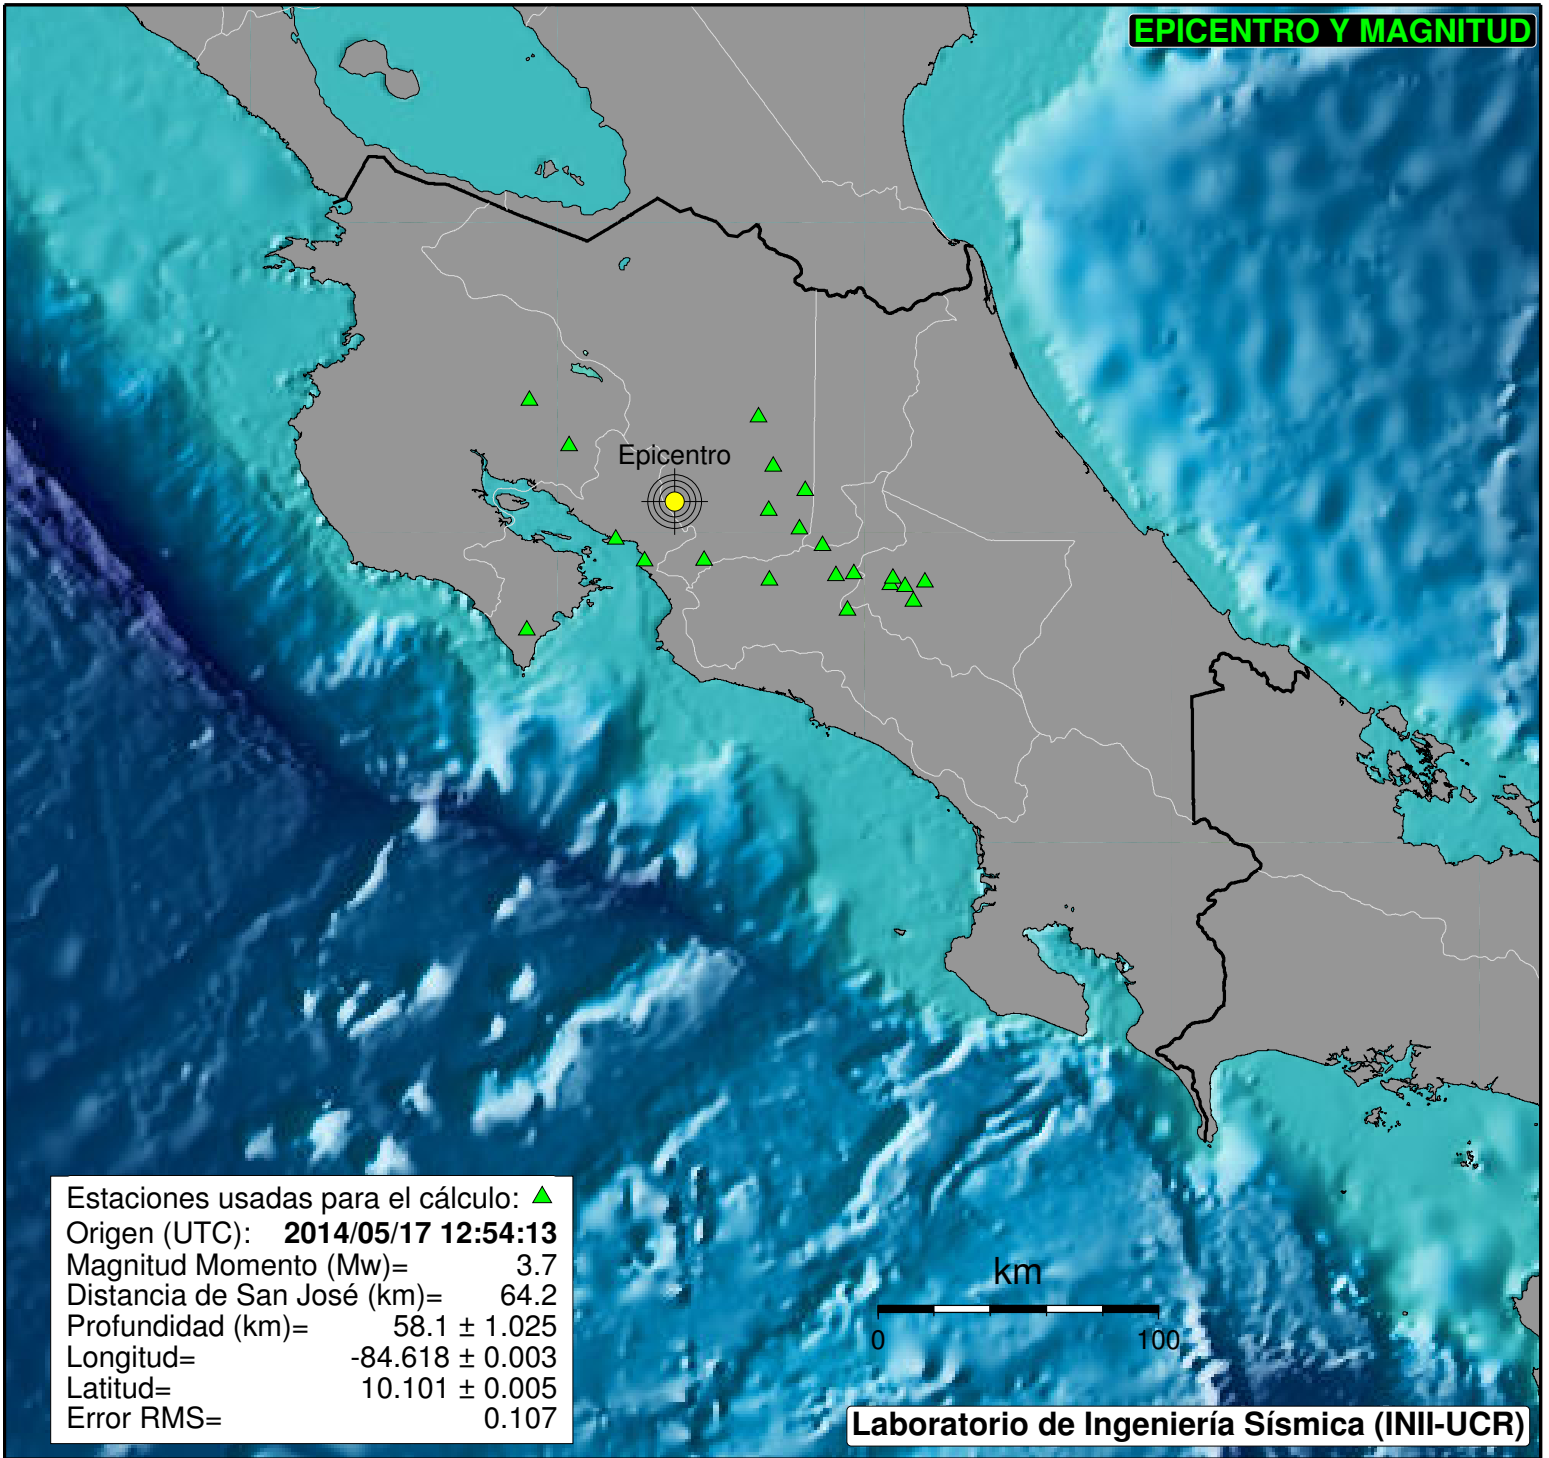 EPICENTRO Y MAGNITUD
Epicentro
Estaciones usadas para el cálculo:
Origen (UTC): 2014/05/17 12:54:13
Magnitud Momento (Mw)= 3.7
Distancia de San José (km)= 64.2
Profundidad (km)= 58.1 ± 1.025
Longitud= -84.618 ± 0.003
Latitud= 10.101 ± 0.005
Error RMS= 0.107
km
0 100
Laboratorio de Ingeniería Sísmica (INII-UCR)